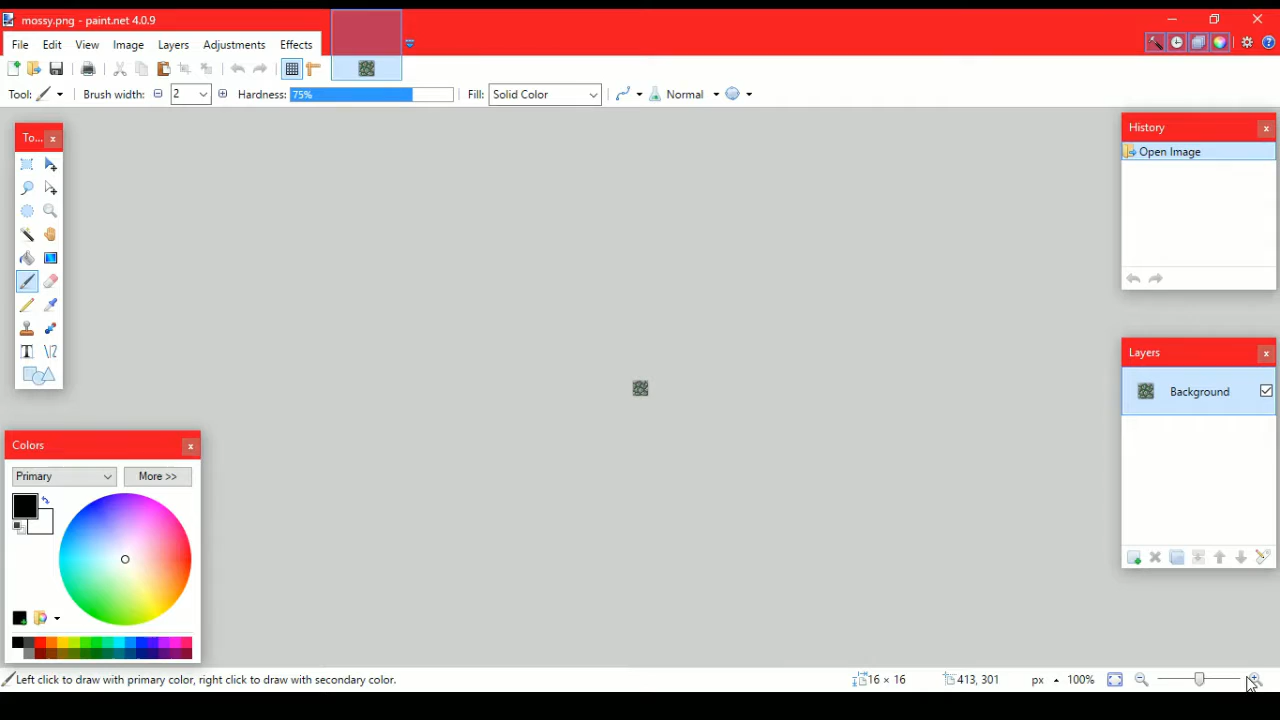 mossy.png - paint.net 4.0.9
File Edit View Image Layers Adjustments Effects
Tool: Brush width: 2 Hardness: 75% Fill: Solid Color Normal
To...
History
Open Image
Layers
Background
Colors
Primary More >>
Left click to draw with primary color, right click to draw with secondary color. 16 × 16 413, 301 px 100%